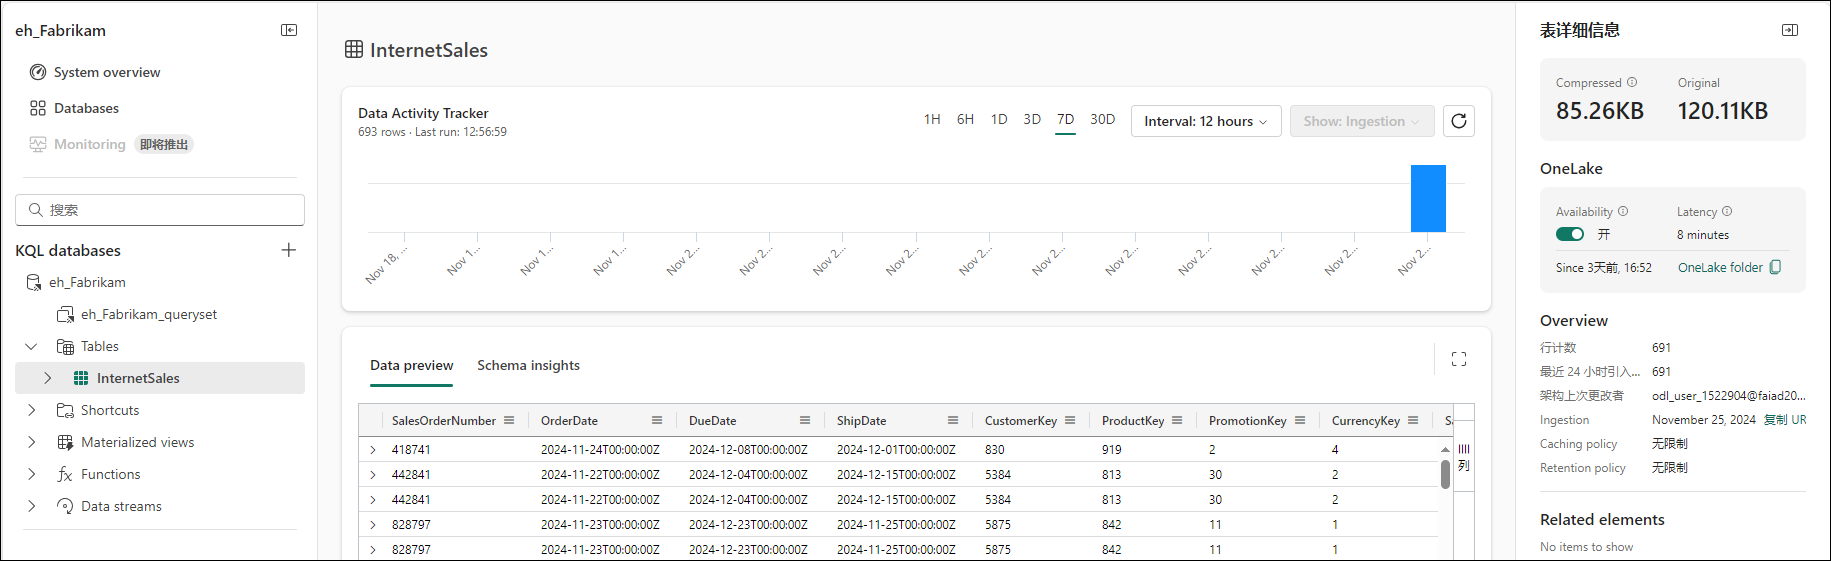 eh_Fabrikam
System overview
Databases
Monitoring 即将推出
搜索
KQL databases
eh_Fabrikam
eh_Fabrikam_queryset
Tables
InternetSales
Shortcuts
Materialized views
Functions
Data streams
InternetSales
Data Activity Tracker
693 rows · Last run: 12:56:59
1H 6H 1D 3D 7D 30D Interval: 12 hours Show: Ingestion
Nov 18, ... Nov 1... Nov 1... Nov 1... Nov 2... Nov 2... Nov 2... Nov 2... Nov 2... Nov 2... Nov 2... Nov 2... Nov 2... Nov 2... Nov 2...
Data preview Schema insights
SalesOrderNumber OrderDate DueDate ShipDate CustomerKey ProductKey PromotionKey CurrencyKey Sa
418741 2024-11-24T00:00:00Z 2024-12-08T00:00:00Z 2024-12-01T00:00:00Z 830 919 2 4
442841 2024-11-22T00:00:00Z 2024-12-04T00:00:00Z 2024-12-15T00:00:00Z 5384 813 30 2
442841 2024-11-22T00:00:00Z 2024-12-04T00:00:00Z 2024-12-15T00:00:00Z 5384 813 30 2
828797 2024-11-23T00:00:00Z 2024-12-23T00:00:00Z 2024-11-25T00:00:00Z 5875 842 11 1
828797 2024-11-23T00:00:00Z 2024-12-23T00:00:00Z 2024-11-25T00:00:00Z 5875 842 11 1
列
表详细信息
Compressed Original
85.26KB 120.11KB
OneLake
Availability Latency
开 8 minutes
Since 3天前, 16:52 OneLake folder
Overview
行计数 691
最近 24 小时引入... 691
架构上次更改者 odl_user_1522904@faiad20...
Ingestion November 25, 2024 复制 UR
Caching policy 无限制
Retention policy 无限制
Related elements
No items to show